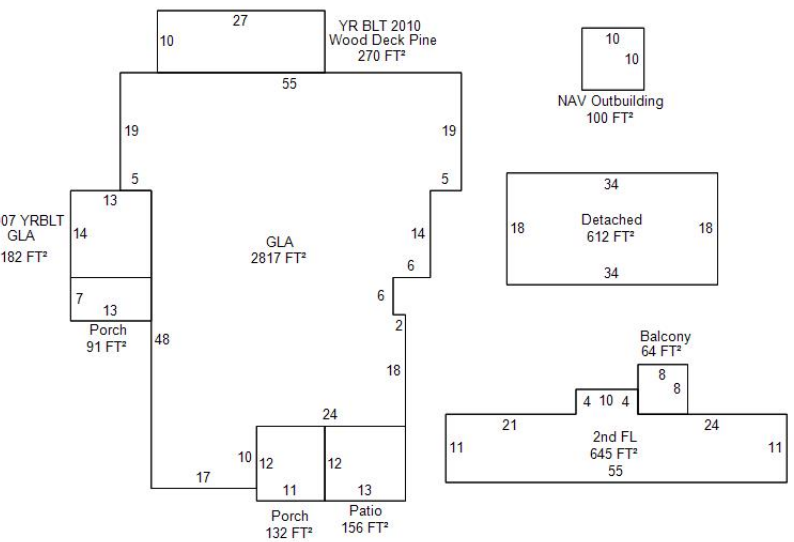 27
10
YR BLT 2010
Wood Deck Pine
270 FT²
55
19
19
5
5
13
07 YRBLT
GLA
182 FT²
14
GLA
2817 FT²
14
6
6
2
7
13
Porch
91 FT²
48
18
24
10
12
12
17
11
13
Porch
132 FT²
Patio
156 FT²
10
10
NAV Outbuilding
100 FT²
34
18
Detached
612 FT²
18
34
Balcony
64 FT²
8
8
4 10 4
21
24
11
2nd FL
645 FT²
11
55